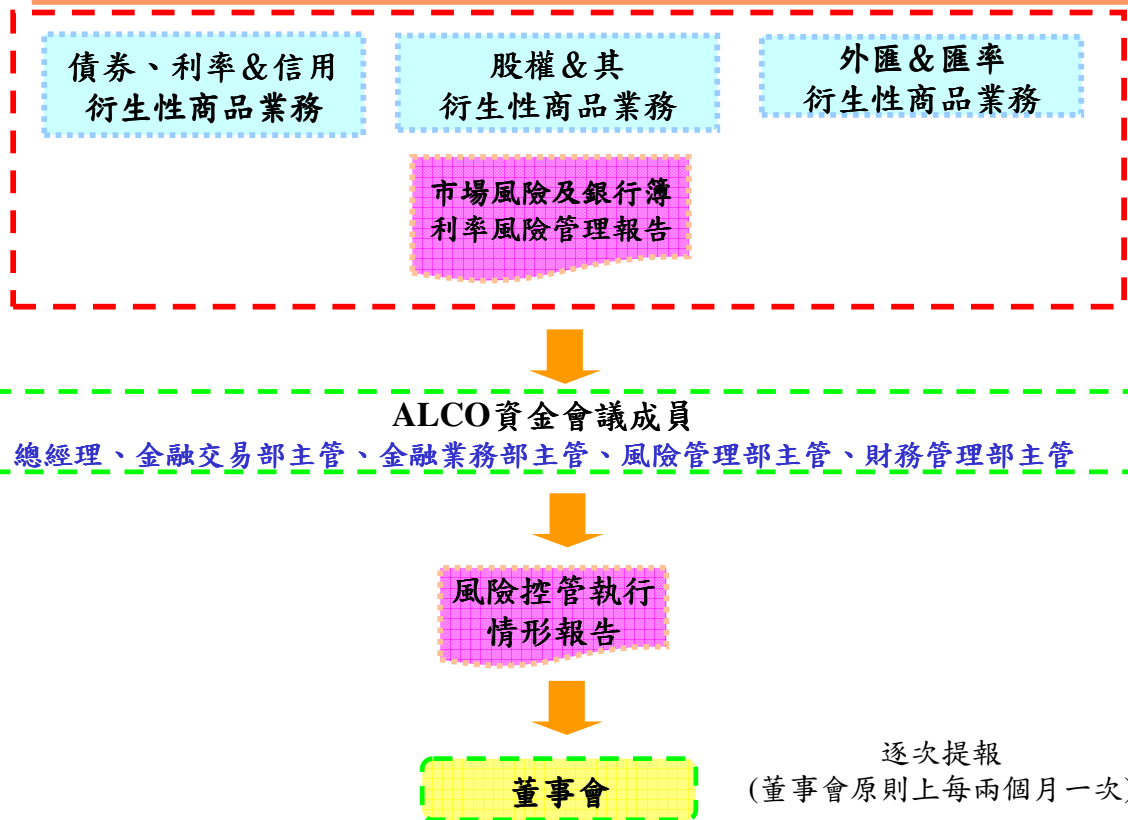 債券、利率&信用
衍生性商品業務
股權&其
衍生性商品業務
外匯&匯率
衍生性商品業務
市場風險及銀行簿
利率風險管理報告
ALCO資金會議成員
總經理、金融交易部主管、金融業務部主管、風險管理部主管、財務管理部主管
風險控管執行
情形報告
董事會
逐次提報
(董事會原則上每兩個月一次)